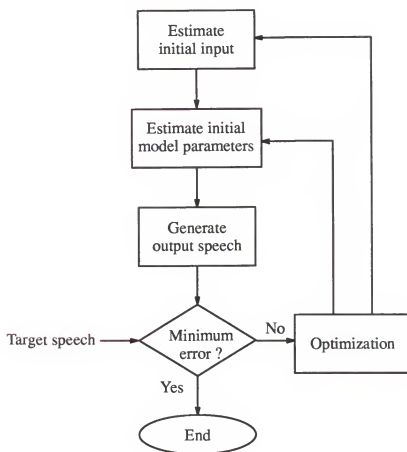 Estimate
initial input
Estimate initial
model parameters
Generate
output speech
Target speech
Minimum
error ?
No
Optimization
Yes
End